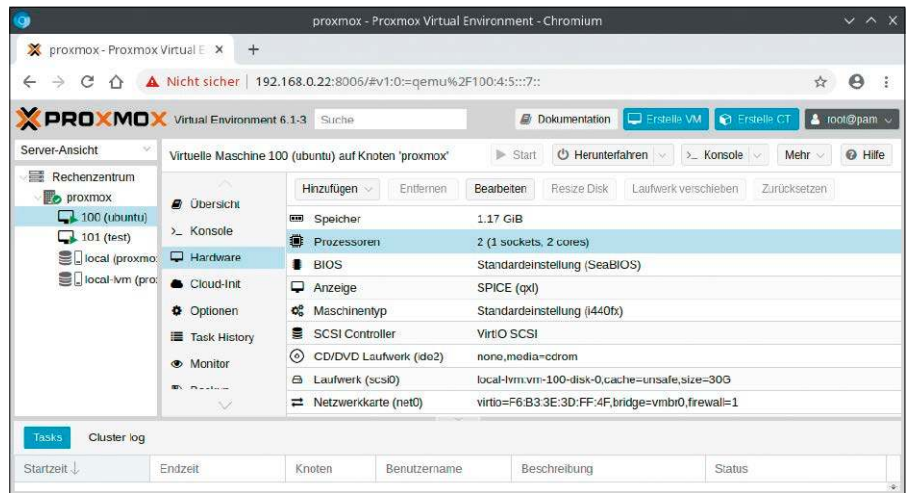 proxmox - Proxmox Virtual Environment - Chromium
proxmox - Proxmox Virtual E
Nicht sicher | 192.168.0.22:8006/#v1:0:=qemu%2F100:4:5:::7::
PROXMOX Virtual Environment 6.1-3 Suche Dokumentation Erstelle VM Erstelle CT root@pam
Server-Ansicht
Virtuelle Maschine 100 (ubuntu) auf Knoten 'proxmox' Start Herunterfahren Konsole Mehr Hilfe
Rechenzentrum
proxmox
100 (ubuntu)
101 (test)
local (proxmo
local-lvm (pro
Übersicht
Konsole
Hardware
Cloud-Init
Optionen
Task History
Monitor
Hinzufügen Entfernen Bearbeiten Resize Disk Laufwerk verschieben Zurücksetzen
Speicher 1.17 GiB
Prozessoren 2 (1 sockets, 2 cores)
BIOS Standardeinstellung (SeaBIOS)
Anzeige SPICE (qxl)
Maschinentyp Standardeinstellung (i440fx)
SCSI Controller VirtIO SCSI
CD/DVD Laufwerk (ide2) none,media=cdrom
Laufwerk (scsi0) local-lvm:vm-100-disk-0,cache=unsafe,size=30G
Netzwerkkarte (net0) virtio=F6:B3:3E:3D:FF:4F,bridge=vmbr0,firewall=1
Tasks Cluster log
Startzeit Endzeit Knoten Benutzername Beschreibung Status